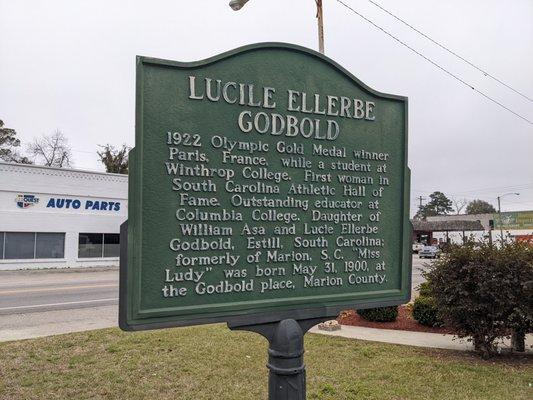 LUCILE ELLERBE
GODBOLD
1922 Olympic Gold Medal winner
Paris, France, while a student at
Winthrop College. First woman in
South Carolina Athletic Hall of
Fame. Outstanding educator at
Columbia College. Daughter of
William Asa and Lucie Ellerbe
Godbold, Estill, South Carolina;
formerly of Marion, S.C. "Miss
Ludy" was born May 31, 1900, at
the Godbold place, Marion County.
CARQUEST AUTO PARTS